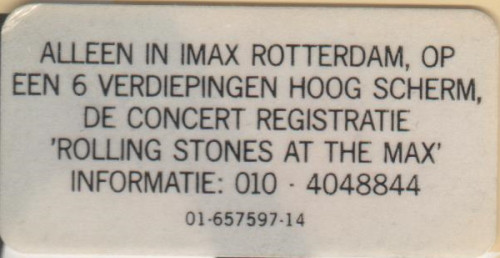 ALLEEN IN IMAX ROTTERDAM, OP
EEN 6 VERDIEPINGEN HOOG SCHERM,
DE CONCERT REGISTRATIE
'ROLLING STONES AT THE MAX'
INFORMATIE: 010 · 4048844
01-657597-14